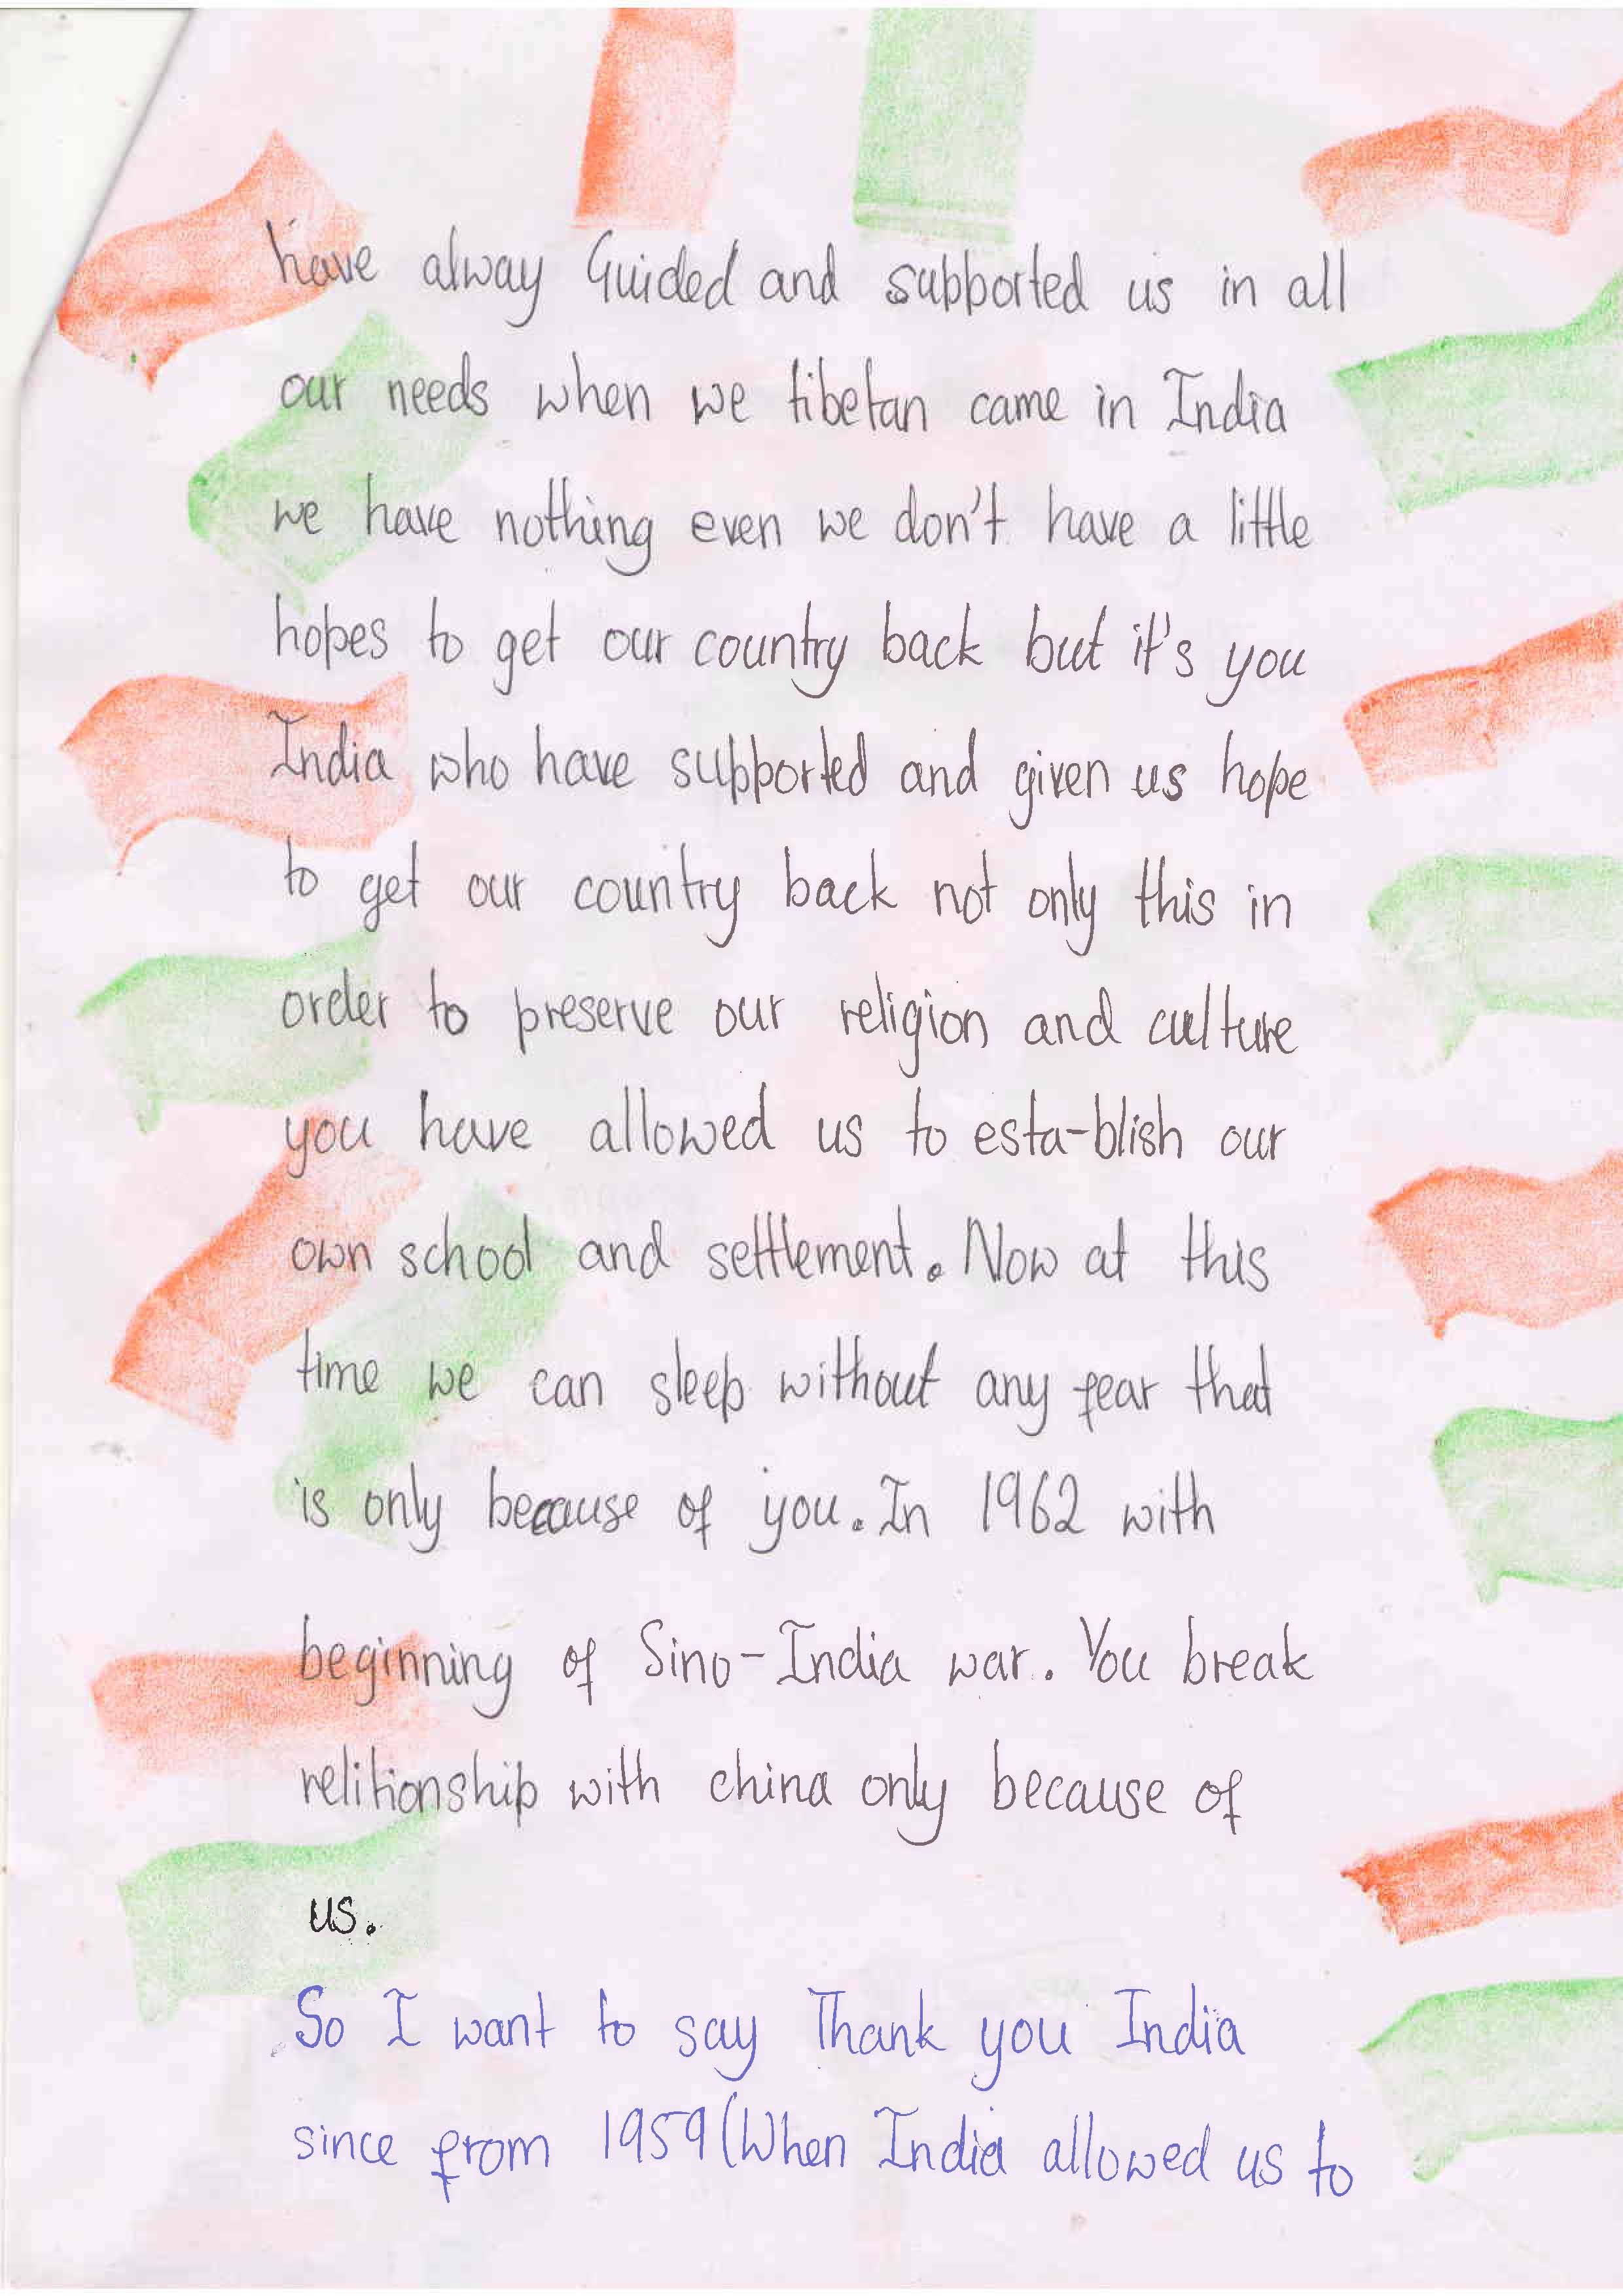 have alway Guided and supported us in all
our needs when we tibetan came in India
we have nothing even we don't have a little
hopes to get our country back but it's you
India who have supported and given us hope
to get our country back not only this in
order to preserve our religion and culture
you have allowed us to esta-blish our
own school and settlement. Now at this
time we can sleep without any fear that
is only because of you. In 1962 with
beginning of Sino-India war. You break
relitionship with china only because of
us.
So I want to say Thank you India
since from 1959 (When India allowed us to